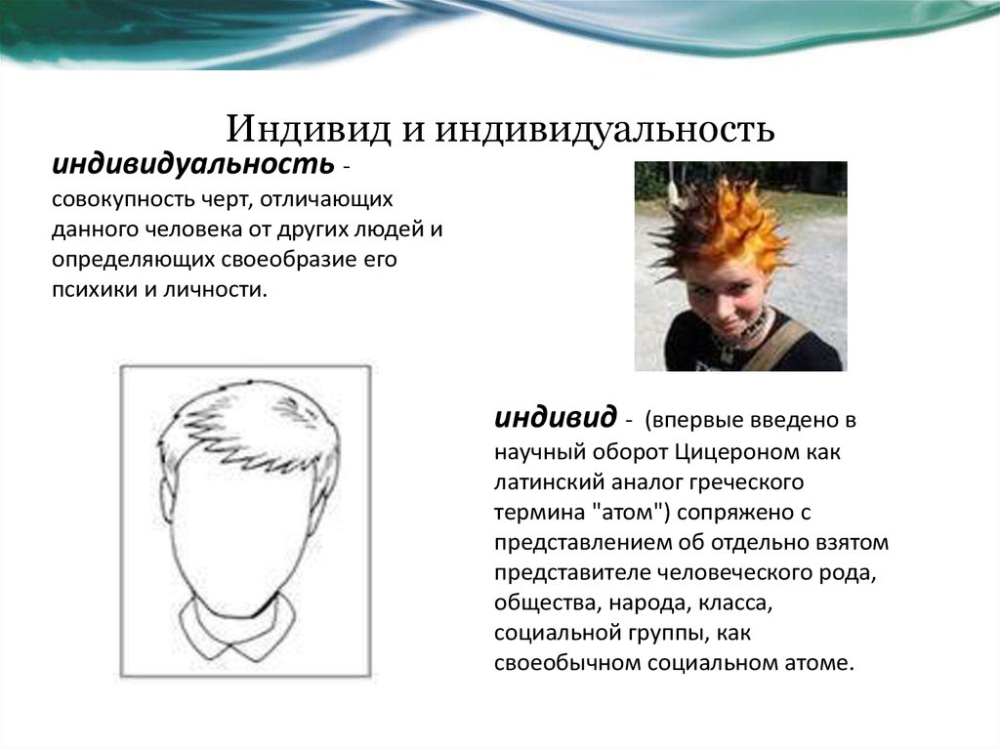 Индивид и индивидуальность
индивидуальность -
совокупность черт, отличающих
данного человека от других людей и
определяющих своеобразие его
психики и личности.
индивид - (впервые введено в
научный оборот Цицероном как
латинский аналог греческого
термина "атом") сопряжено с
представлением об отдельно взятом
представителе человеческого рода,
общества, народа, класса,
социальной группы, как
своеобычном социальном атоме.